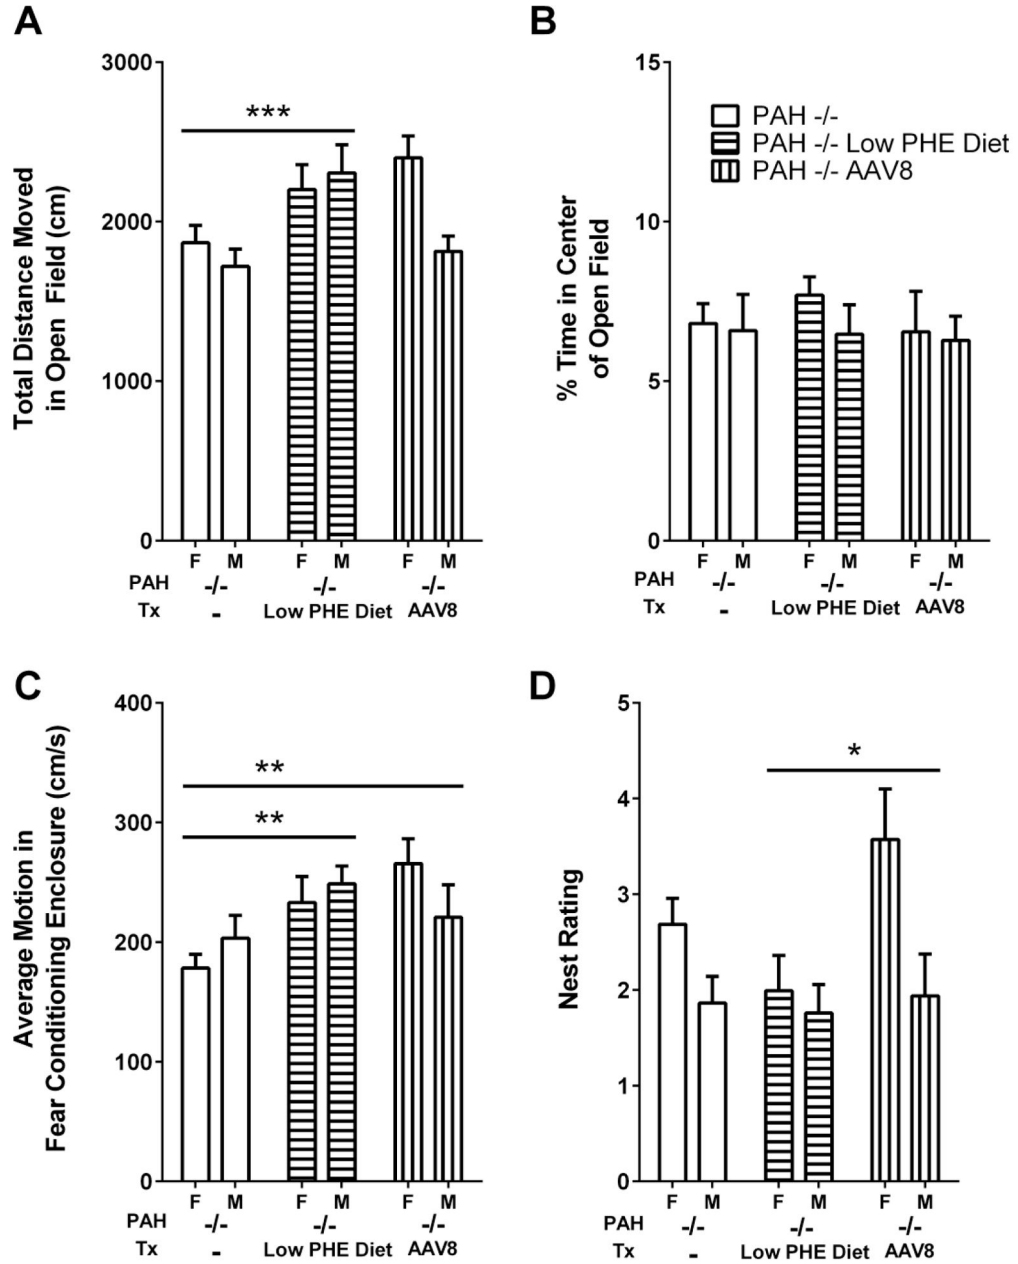 A
Total Distance Moved
in Open Field (cm)
3000
2000
1000
0
***
F M F M F M
PAH -/- -/- -/-
Tx - Low PHE Diet AAV8
B
% Time in Center
of Open Field
15
10
5
0
PAH -/-
PAH -/- Low PHE Diet
PAH -/- AAV8
F M F M F M
PAH -/- -/- -/-
Tx - Low PHE Diet AAV8
C
Average Motion in
Fear Conditioning Enclosure (cm/s)
400
300
200
100
0
**
**
F M F M F M
PAH -/- -/- -/-
Tx - Low PHE Diet AAV8
D
Nest Rating
5
4
3
2
1
0
*
F M F M F M
PAH -/- -/- -/-
Tx - Low PHE Diet AAV8